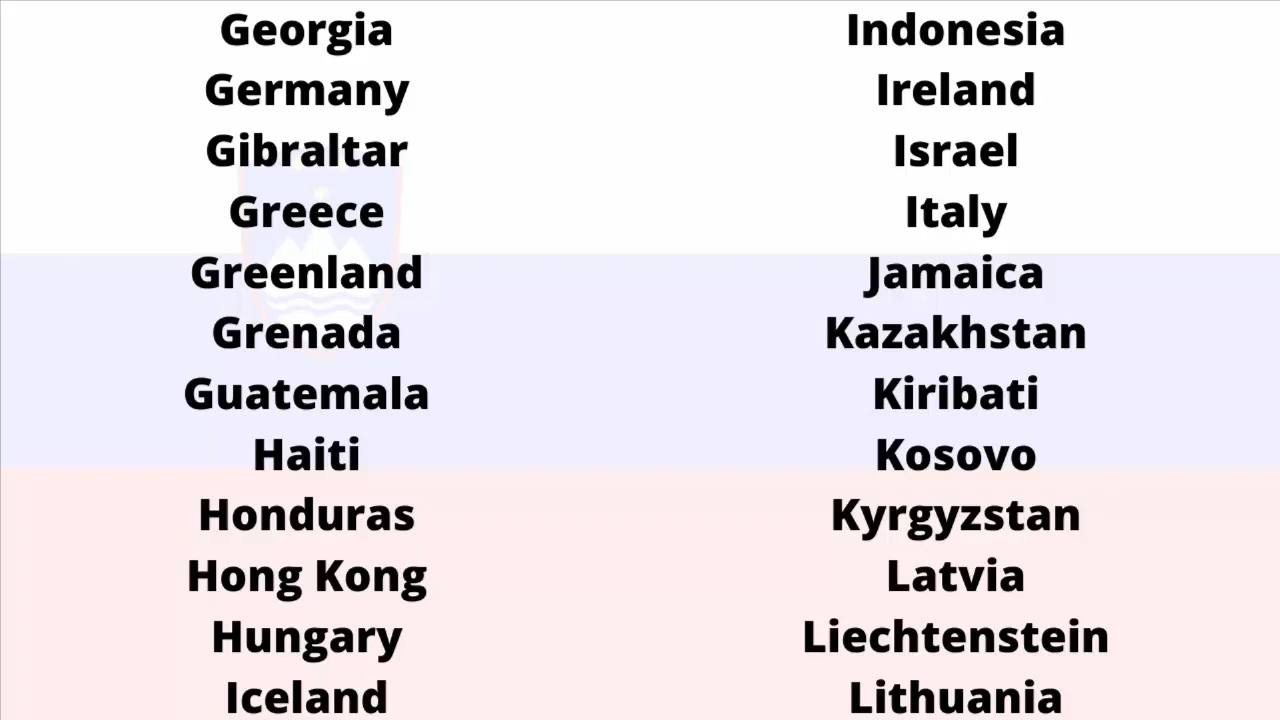 Georgia
Germany
Gibraltar
Greece
Greenland
Grenada
Guatemala
Haiti
Honduras
Hong Kong
Hungary
Iceland
Indonesia
Ireland
Israel
Italy
Jamaica
Kazakhstan
Kiribati
Kosovo
Kyrgyzstan
Latvia
Liechtenstein
Lithuania